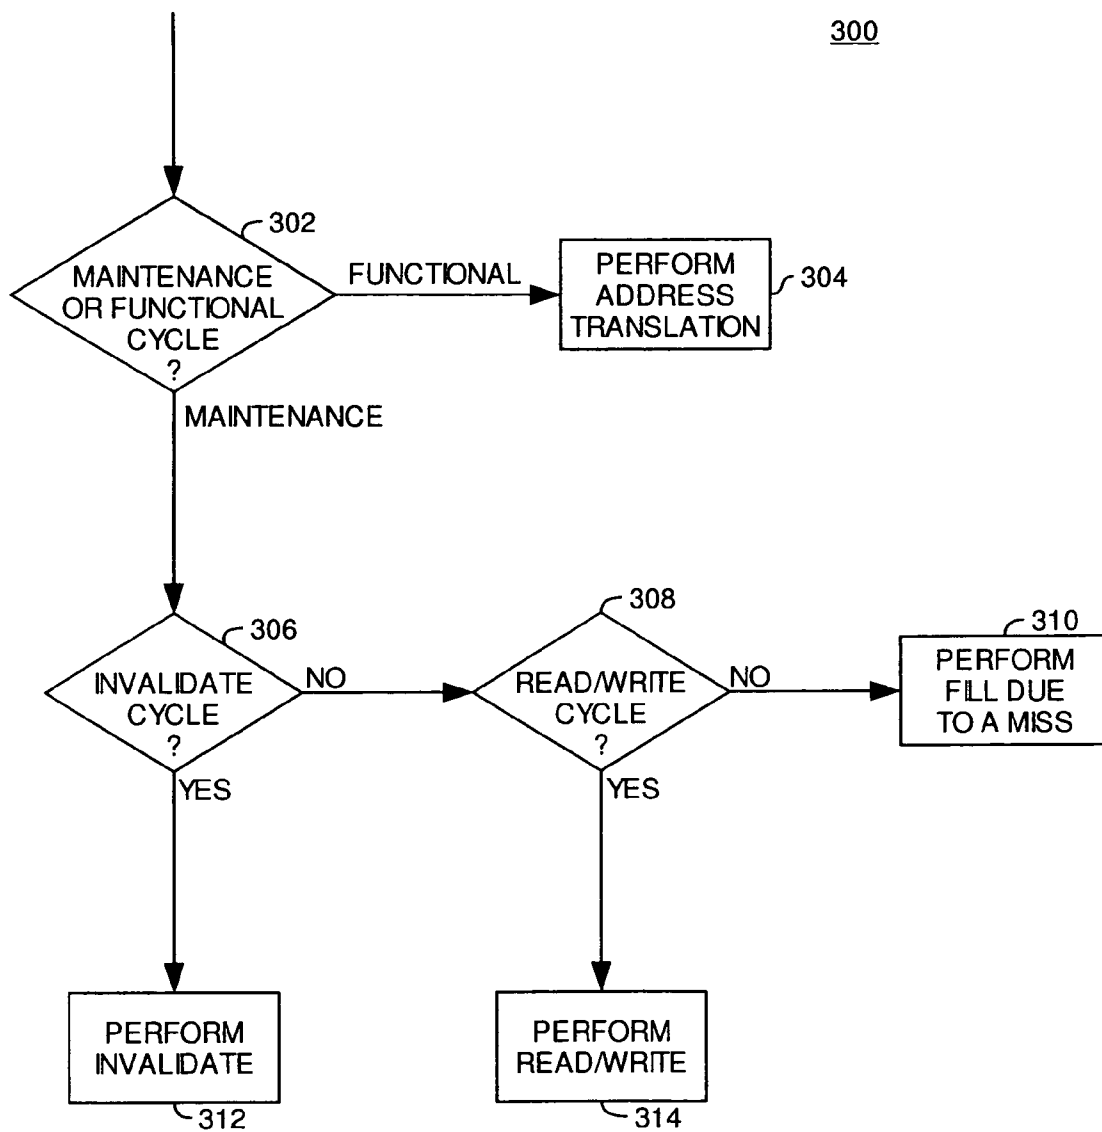 300
302
MAINTENANCE
OR FUNCTIONAL
CYCLE
?
FUNCTIONAL
PERFORM
ADDRESS
TRANSLATION
304
MAINTENANCE
306
INVALIDATE
CYCLE
?
NO
308
READ/WRITE
CYCLE
?
NO
310
PERFORM
FILL DUE
TO A MISS
YES
YES
PERFORM
INVALIDATE
312
PERFORM
READ/WRITE
314